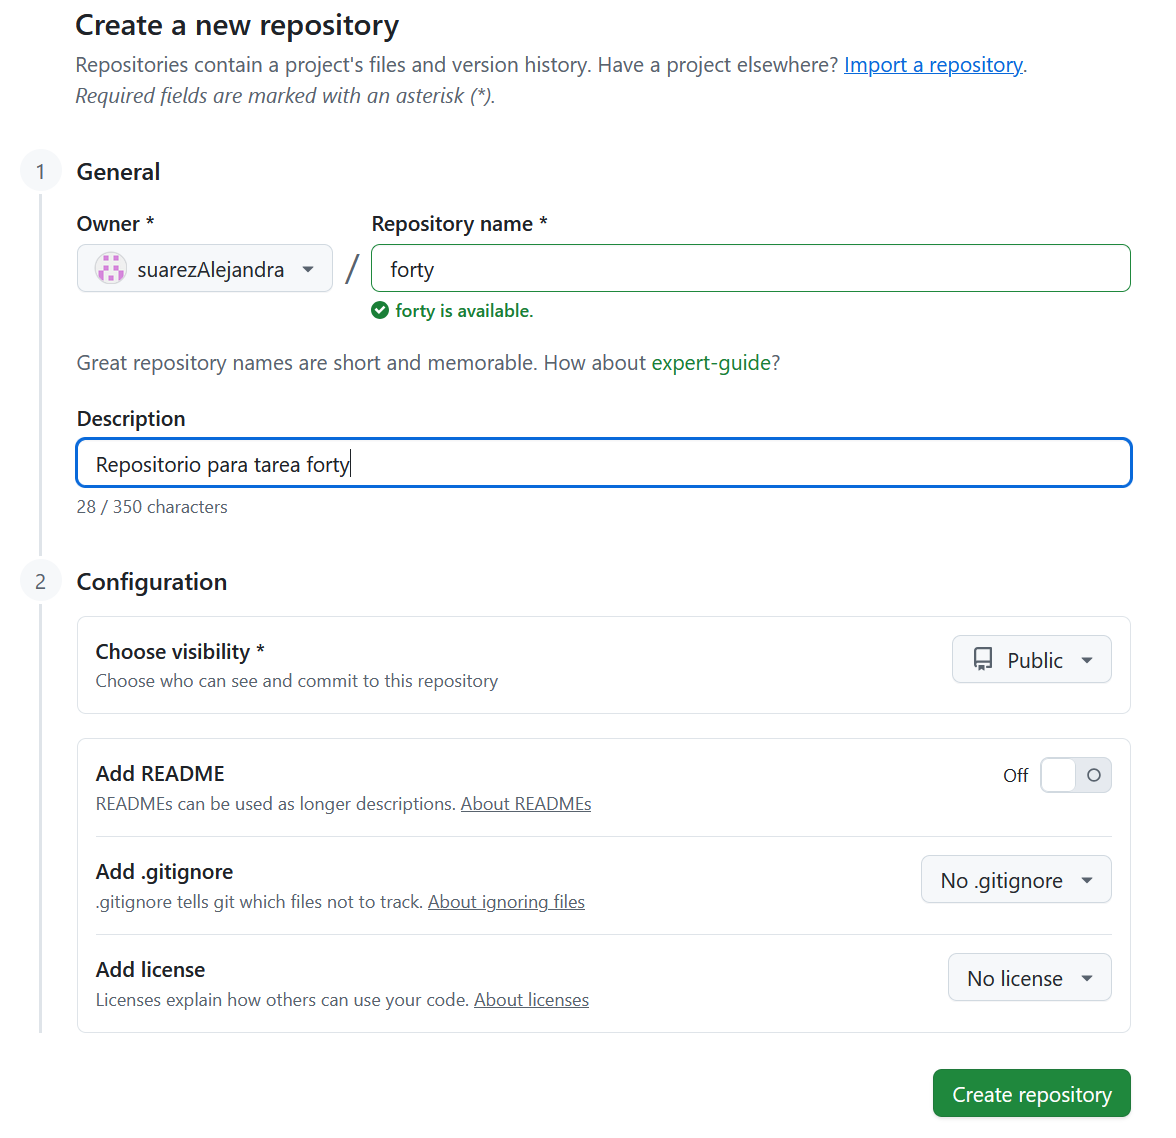 Create a new repository
Repositories contain a project's files and version history. Have a project elsewhere? Import a repository.
Required fields are marked with an asterisk (*).
1
General
Owner *
Repository name *
suarezAlejandra
/
forty
forty is available.
Great repository names are short and memorable. How about expert-guide?
Description
Repositorio para tarea forty
28 / 350 characters
2
Configuration
Choose visibility *
Choose who can see and commit to this repository
Public
Add README
READMEs can be used as longer descriptions. About READMEs
Off
Add .gitignore
.gitignore tells git which files not to track. About ignoring files
No .gitignore
Add license
Licenses explain how others can use your code. About licenses
No license
Create repository